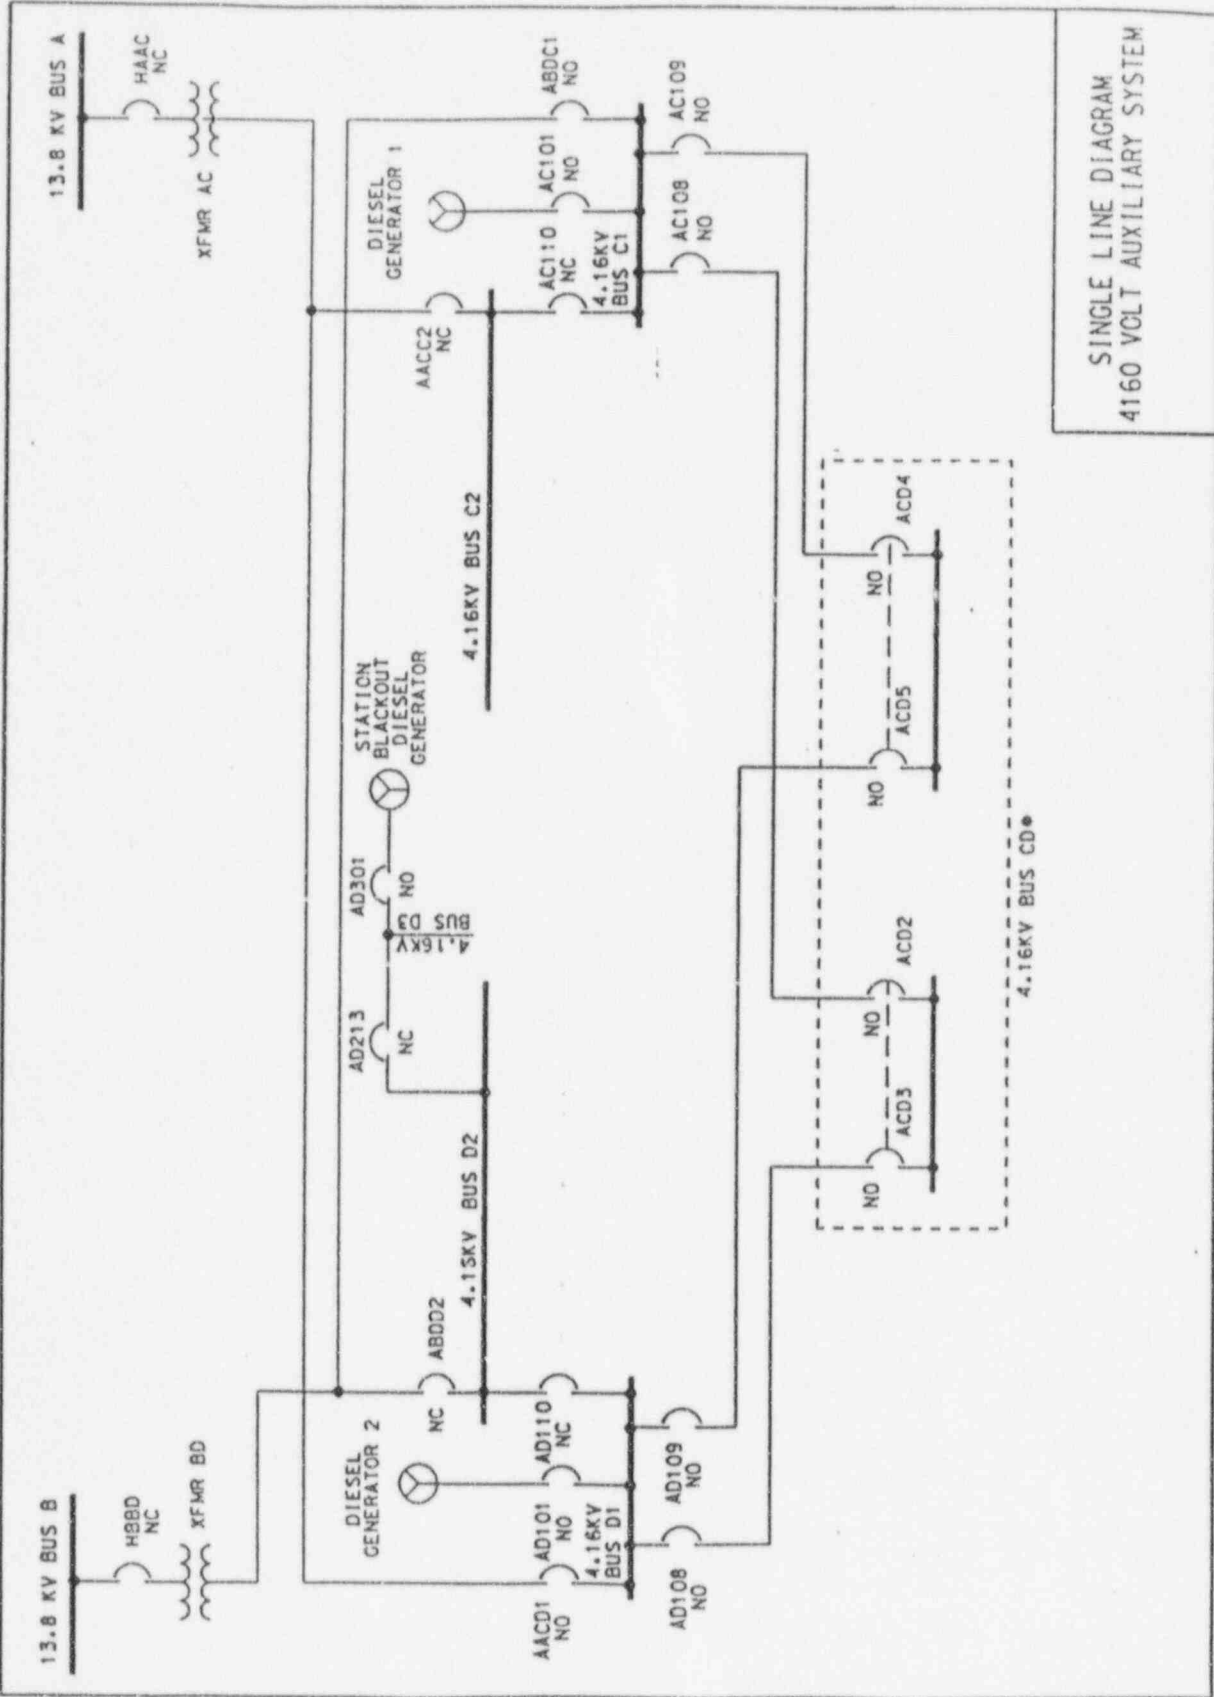 13.8 KV BUS B
HBBD
NC
XFMR BD
13.8 KV BUS A
HAAC
NC
XFMR AC
DIESEL
GENERATOR 2
NC
ABDD2
4.15KV BUS D2
AACD1
NO
AD101
NO
AD110
NC
4.16KV
BUS D1
AD108
NO
AD109
NO
AD213
NC
4.16KV
BUS D3
AD301
NO
STATION
BLACKOUT
DIESEL
GENERATOR
4.16KV BUS C2
AACC2
NC
DIESEL
GENERATOR 1
AC110
NC
AC101
NO
ABDC1
NO
4.16KV
BUS C1
AC108
NO
AC109
NO
NO
ACD3
NO
ACD2
NO
ACD5
NO
ACD4
4.16KV BUS CD
SINGLE LINE DIAGRAM
4160 VOLT AUXILIARY SYSTEM